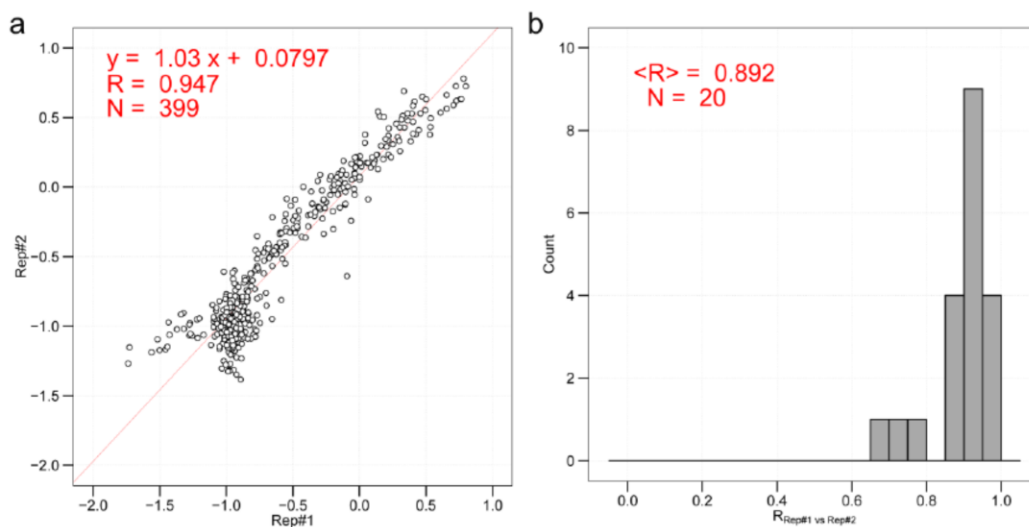 a
y = 1.03 x + 0.0797
R = 0.947
N = 399
1.0
0.5
0.0
−0.5
−1.0
−1.5
−2.0
Rep#2
−2.0 −1.5 −1.0 −0.5 0.0 0.5 1.0
Rep#1
b
<R> = 0.892
N = 20
10
8
6
4
2
0
Count
0.0 0.2 0.4 0.6 0.8 1.0
R Rep#1 vs Rep#2